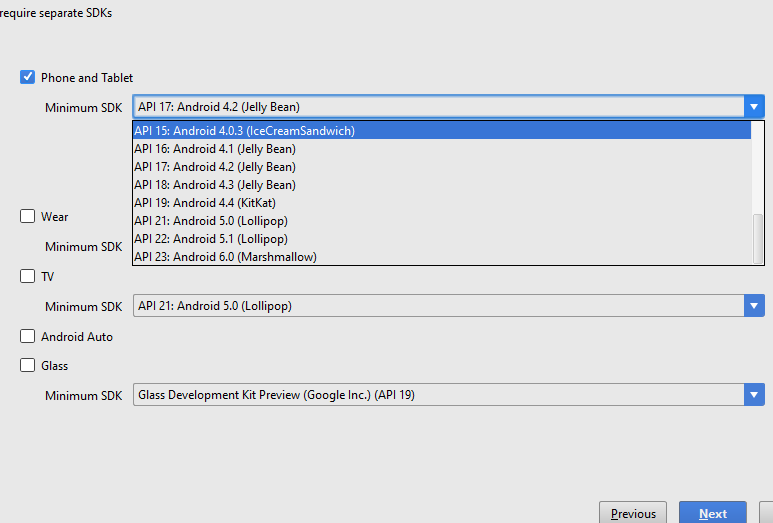 require separate SDKs
Phone and Tablet
Minimum SDK
API 17: Android 4.2 (Jelly Bean)
API 15: Android 4.0.3 (IceCreamSandwich)
API 16: Android 4.1 (Jelly Bean)
API 17: Android 4.2 (Jelly Bean)
API 18: Android 4.3 (Jelly Bean)
API 19: Android 4.4 (KitKat)
API 21: Android 5.0 (Lollipop)
API 22: Android 5.1 (Lollipop)
API 23: Android 6.0 (Marshmallow)
Wear
Minimum SDK
TV
Minimum SDK
API 21: Android 5.0 (Lollipop)
Android Auto
Glass
Minimum SDK
Glass Development Kit Preview (Google Inc.) (API 19)
Previous
Next